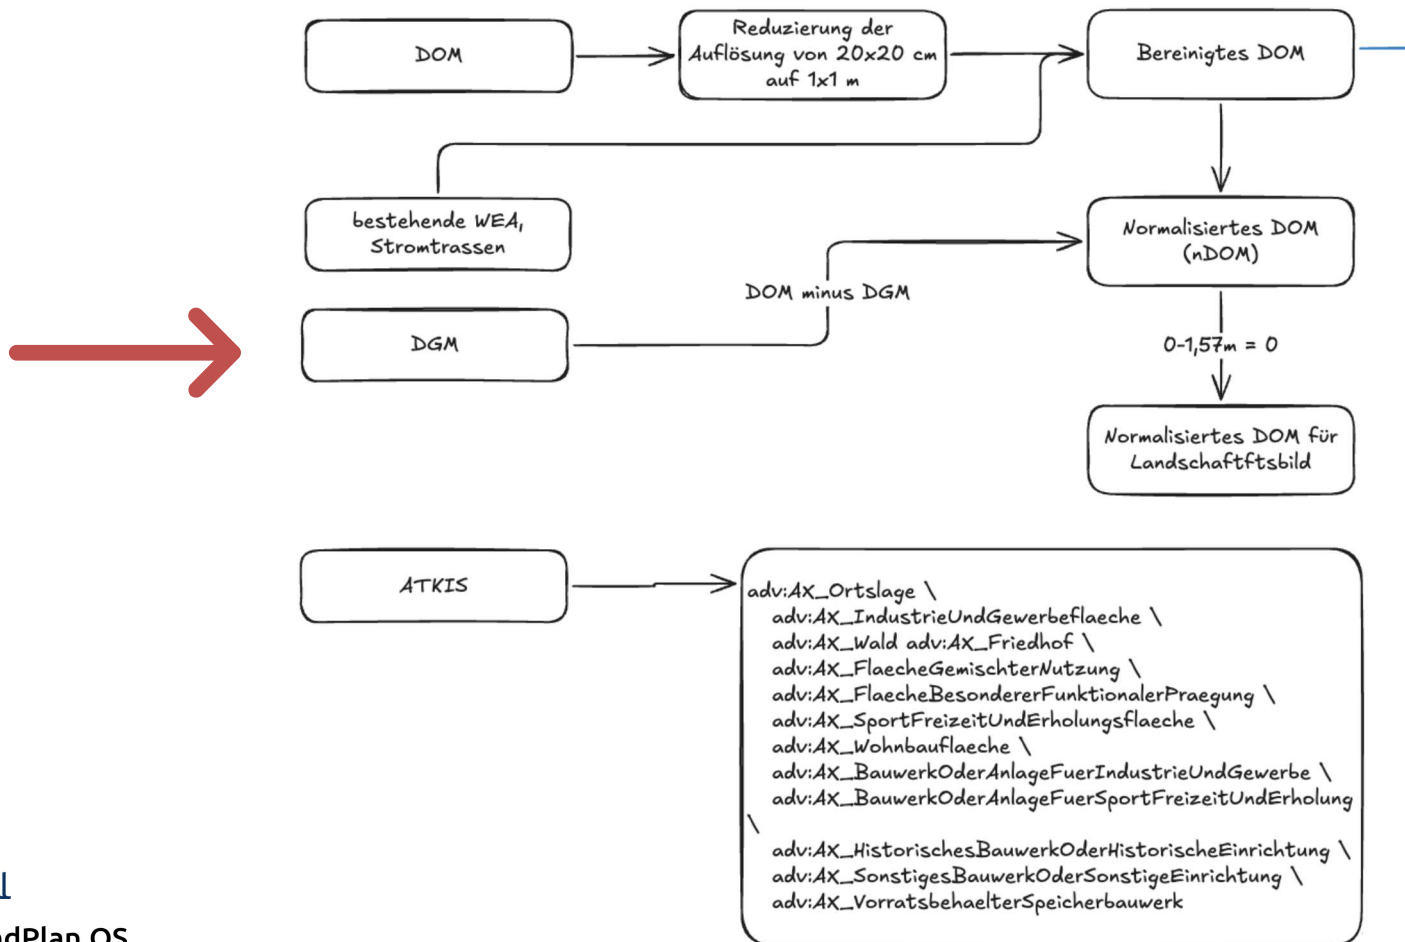 DOM
Reduzierung der
Auflösung von 20x20 cm
auf 1x1 m
Bereinigtes DOM
bestehende WEA,
Stromtrassen
Normalisiertes DOM
(nDOM)
DOM minus DGM
DGM
0-1,57m = 0
Normalisiertes DOM für
Landschaftftsbild
ATKIS
adv:AX_Ortslage \
adv:AX_IndustrieUndGewerbeflaeche \
adv:AX_Wald adv:AX_Friedhof \
adv:AX_FlaecheGemischterNutzung \
adv:AX_FlaecheBesondererFunktionalerPraegung \
adv:AX_SportFreizeitUndErholungsflaeche \
adv:AX_Wohnbauflaeche \
adv:AX_BauwerkOderAnlageFuerIndustrieUndGewerbe \
adv:AX_BauwerkOderAnlageFuerSportFreizeitUndErholung
\
adv:AX_HistorischesBauwerkOderHistorischeEinrichtung \
adv:AX_SonstigesBauwerkOderSonstigeEinrichtung \
adv:AX_VorratsbehaelterSpeicherbauwerk
ndPlan OS